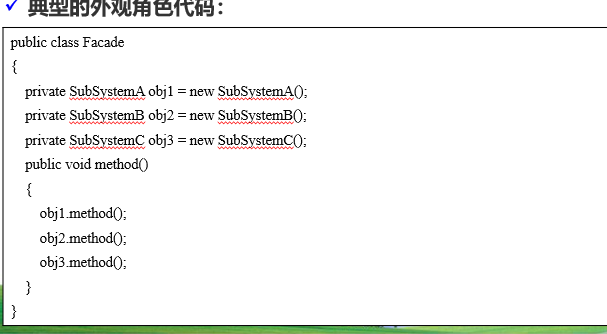 ✓ 典型的外观角色代码：
public class Facade
{
private SubSystemA obj1 = new SubSystemA();
private SubSystemB obj2 = new SubSystemB();
private SubSystemC obj3 = new SubSystemC();
public void method()
{
obj1.method();
obj2.method();
obj3.method();
}
}